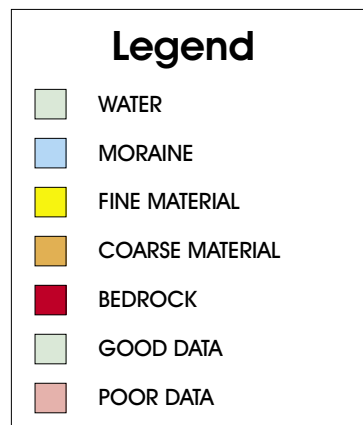 Legend
WATER
MORAINE
FINE MATERIAL
COARSE MATERIAL
BEDROCK
GOOD DATA
POOR DATA